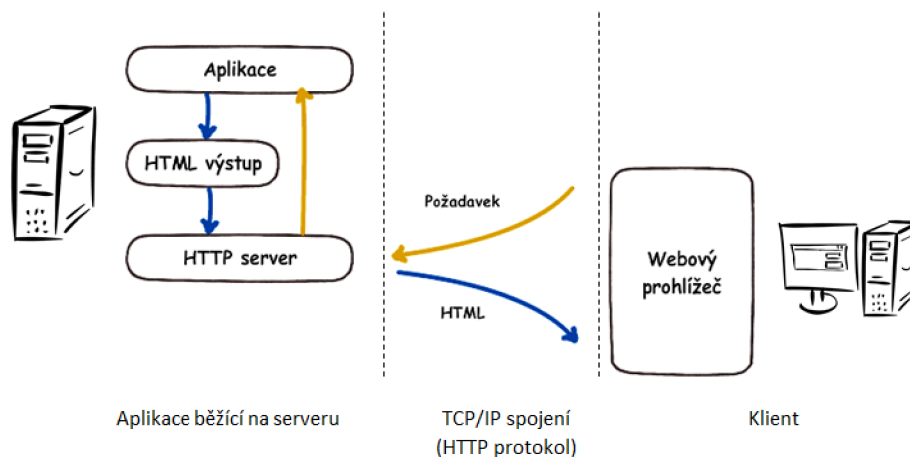 Aplikace
HTML výstup
HTTP server
Požadavek
HTML
Webový
prohlížeč
Aplikace běžící na serveru
TCP/IP spojení
(HTTP protokol)
Klient